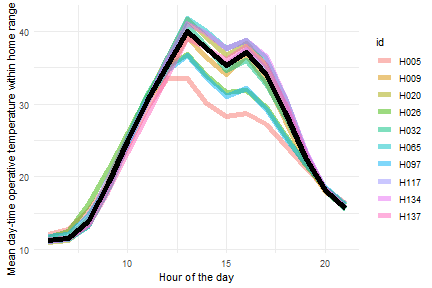 Mean day-time operative temperature within home range
40
30
20
10
10
15
20
Hour of the day
id
H005
H009
H020
H026
H032
H065
H097
H117
H134
H137